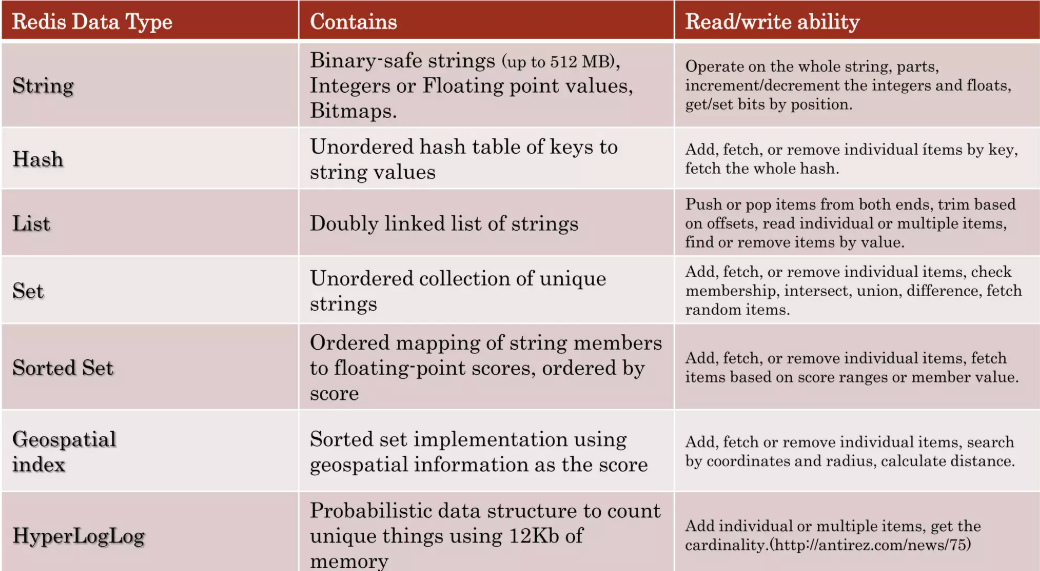 Redis Data Type
Contains
Read/write ability
String
Binary-safe strings (up to 512 MB),
Integers or Floating point values,
Bitmaps.
Operate on the whole string, parts,
increment/decrement the integers and floats,
get/set bits by position.
Hash
Unordered hash table of keys to
string values
Add, fetch, or remove individual ítems by key,
fetch the whole hash.
List
Doubly linked list of strings
Push or pop items from both ends, trim based
on offsets, read individual or multiple items,
find or remove items by value.
Set
Unordered collection of unique
strings
Add, fetch, or remove individual items, check
membership, intersect, union, difference, fetch
random items.
Sorted Set
Ordered mapping of string members
to floating-point scores, ordered by
score
Add, fetch, or remove individual items, fetch
items based on score ranges or member value.
Geospatial
index
Sorted set implementation using
geospatial information as the score
Add, fetch or remove individual items, search
by coordinates and radius, calculate distance.
HyperLogLog
Probabilistic data structure to count
unique things using 12Kb of
memory
Add individual or multiple items, get the
cardinality.(http://antirez.com/news/75)